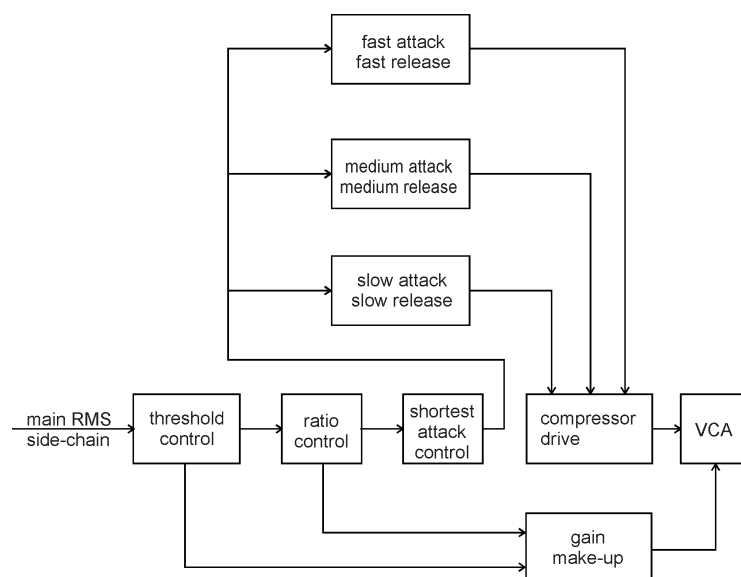 fast attack
fast release
medium attack
medium release
slow attack
slow release
main RMS
side-chain
threshold
control
ratio
control
shortest
attack
control
compressor
drive
VCA
gain
make-up